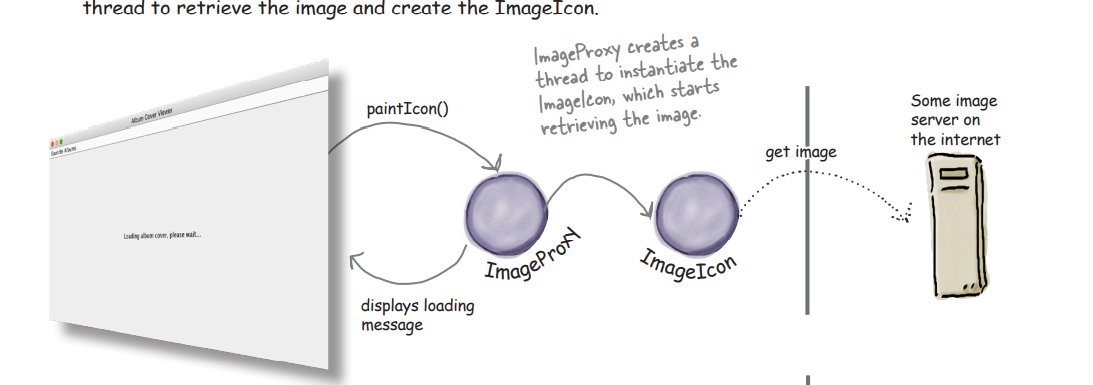 thread to retrieve the image and create the ImageIcon.
ImageProxy creates a
thread to instantiate the
ImageIcon, which starts
retrieving the image.
Some image
server on
the internet
paintIcon()
get image
Album Cover Viewer
Favorite Albums
Loading album cover, please wait...
ImageProxy
ImageIcon
displays loading
message